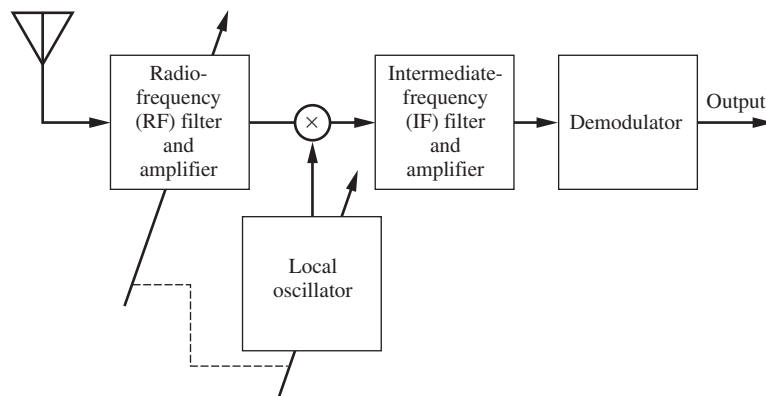 Radio-
frequency
(RF) filter
and
amplifier
×
Intermediate-
frequency
(IF) filter
and
amplifier
Demodulator
Output
Local
oscillator